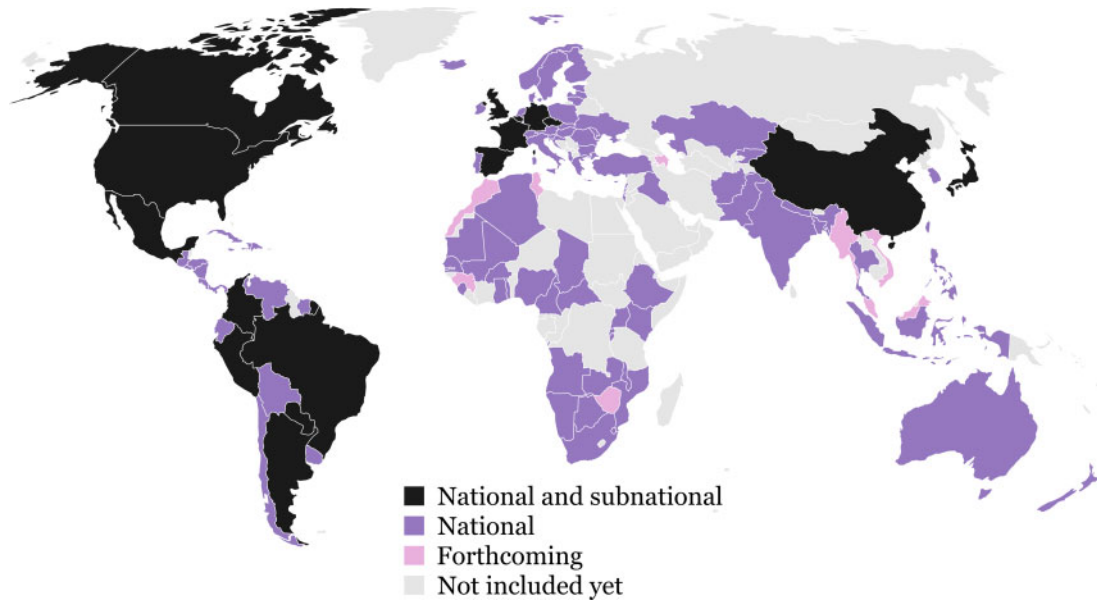 National and subnational
National
Forthcoming
Not included yet